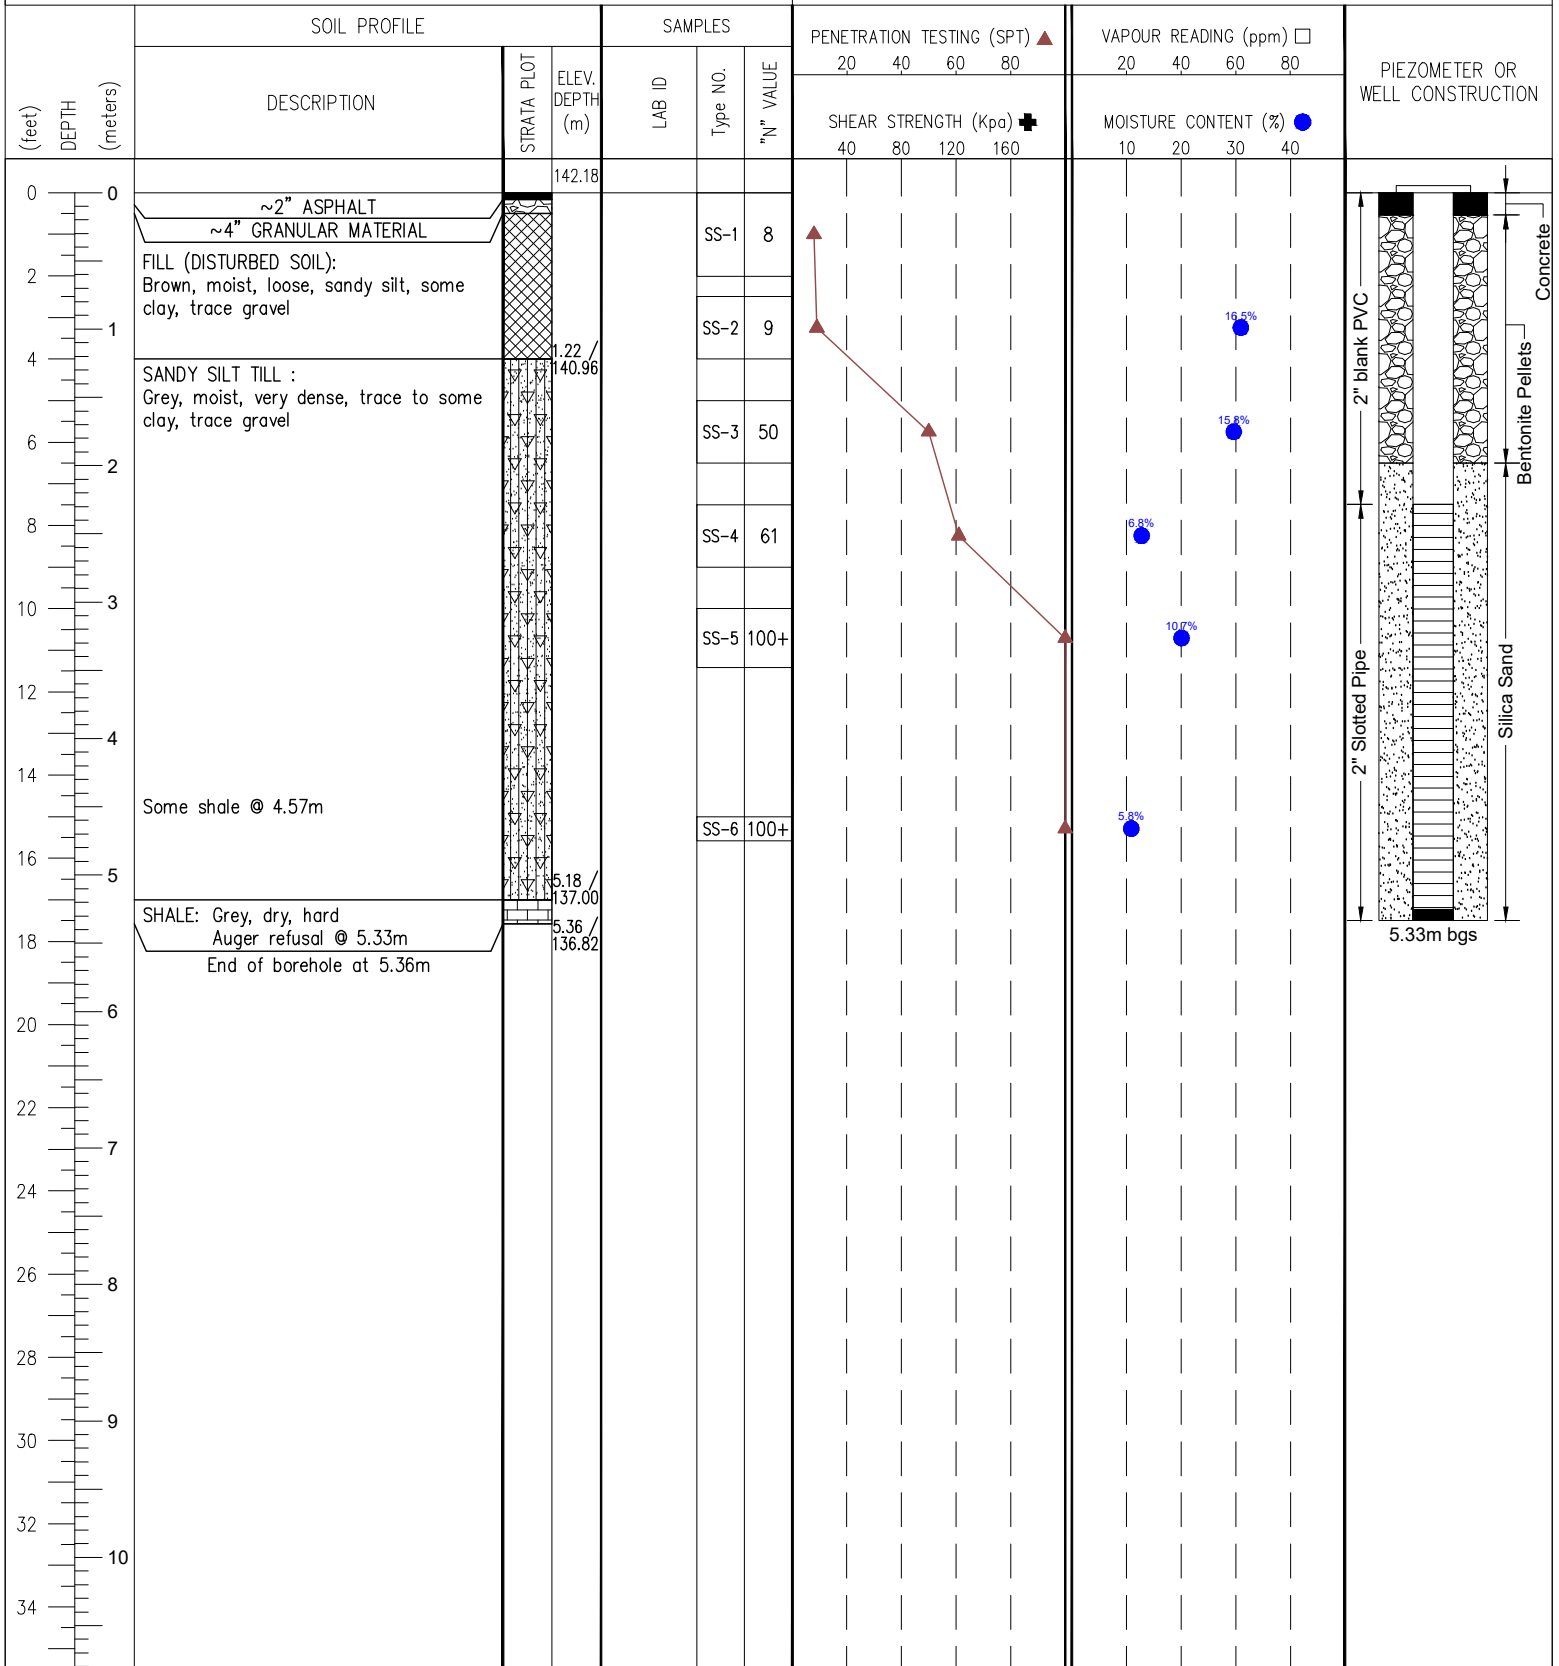 SOIL PROFILE
SAMPLES
PENETRATION TESTING (SPT)
20 40 60 80
SHEAR STRENGTH (Kpa)
40 80 120 160
VAPOUR READING (ppm)
20 40 60 80
MOISTURE CONTENT (%)
10 20 30 40
PIEZOMETER OR
WELL CONSTRUCTION
(feet)
DEPTH
(meters)
DESCRIPTION
STRATA PLOT
ELEV.
DEPTH
(m)
LAB ID
Type NO.
"N" VALUE
142.18
0 0
~2" ASPHALT
~4" GRANULAR MATERIAL
FILL (DISTURBED SOIL):
Brown, moist, loose, sandy silt, some
clay, trace gravel
SS-1 8
2
1
SS-2 9
16.5%
1.22 /
140.96
4
SANDY SILT TILL :
Grey, moist, very dense, trace to some
clay, trace gravel
SS-3 50
15.8%
6
2
8
SS-4 61
6.8%
10
3
SS-5 100+
10.7%
12
4
14
Some shale @ 4.57m
SS-6 100+
5.8%
16
5
5.18 /
137.00
SHALE: Grey, dry, hard
Auger refusal @ 5.33m
5.36 /
136.82
End of borehole at 5.36m
18
6
20
22
7
24
26
8
28
9
30
32
10
34
2" blank PVC
2" Slotted Pipe
Concrete
Bentonite Pellets
Silica Sand
5.33m bgs